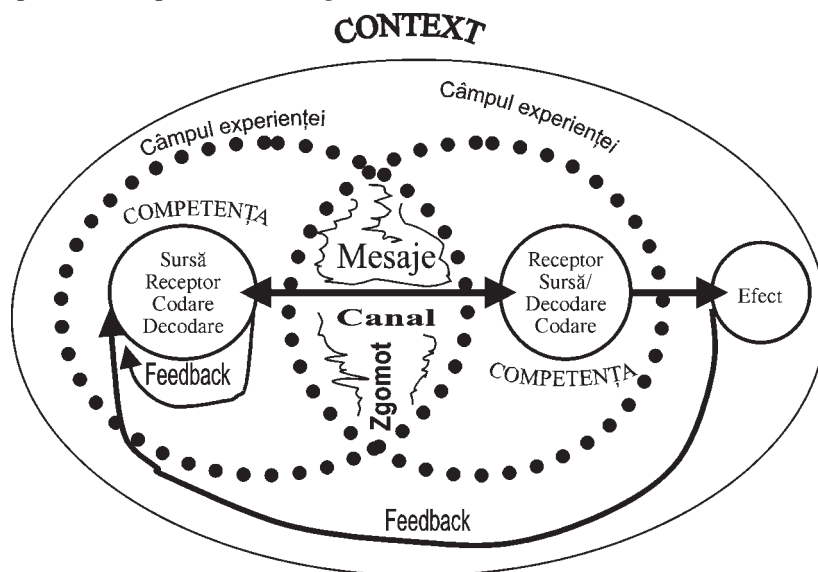 CONTEXT
Câmpul experienței
Câmpul experienței
COMPETENȚA
Sursă
Receptor
Codare
Decodare
Mesaje
Canal
Zgomot
Receptor
Sursă/
Decodare
Codare
COMPETENȚA
Efect
Feedback
Feedback